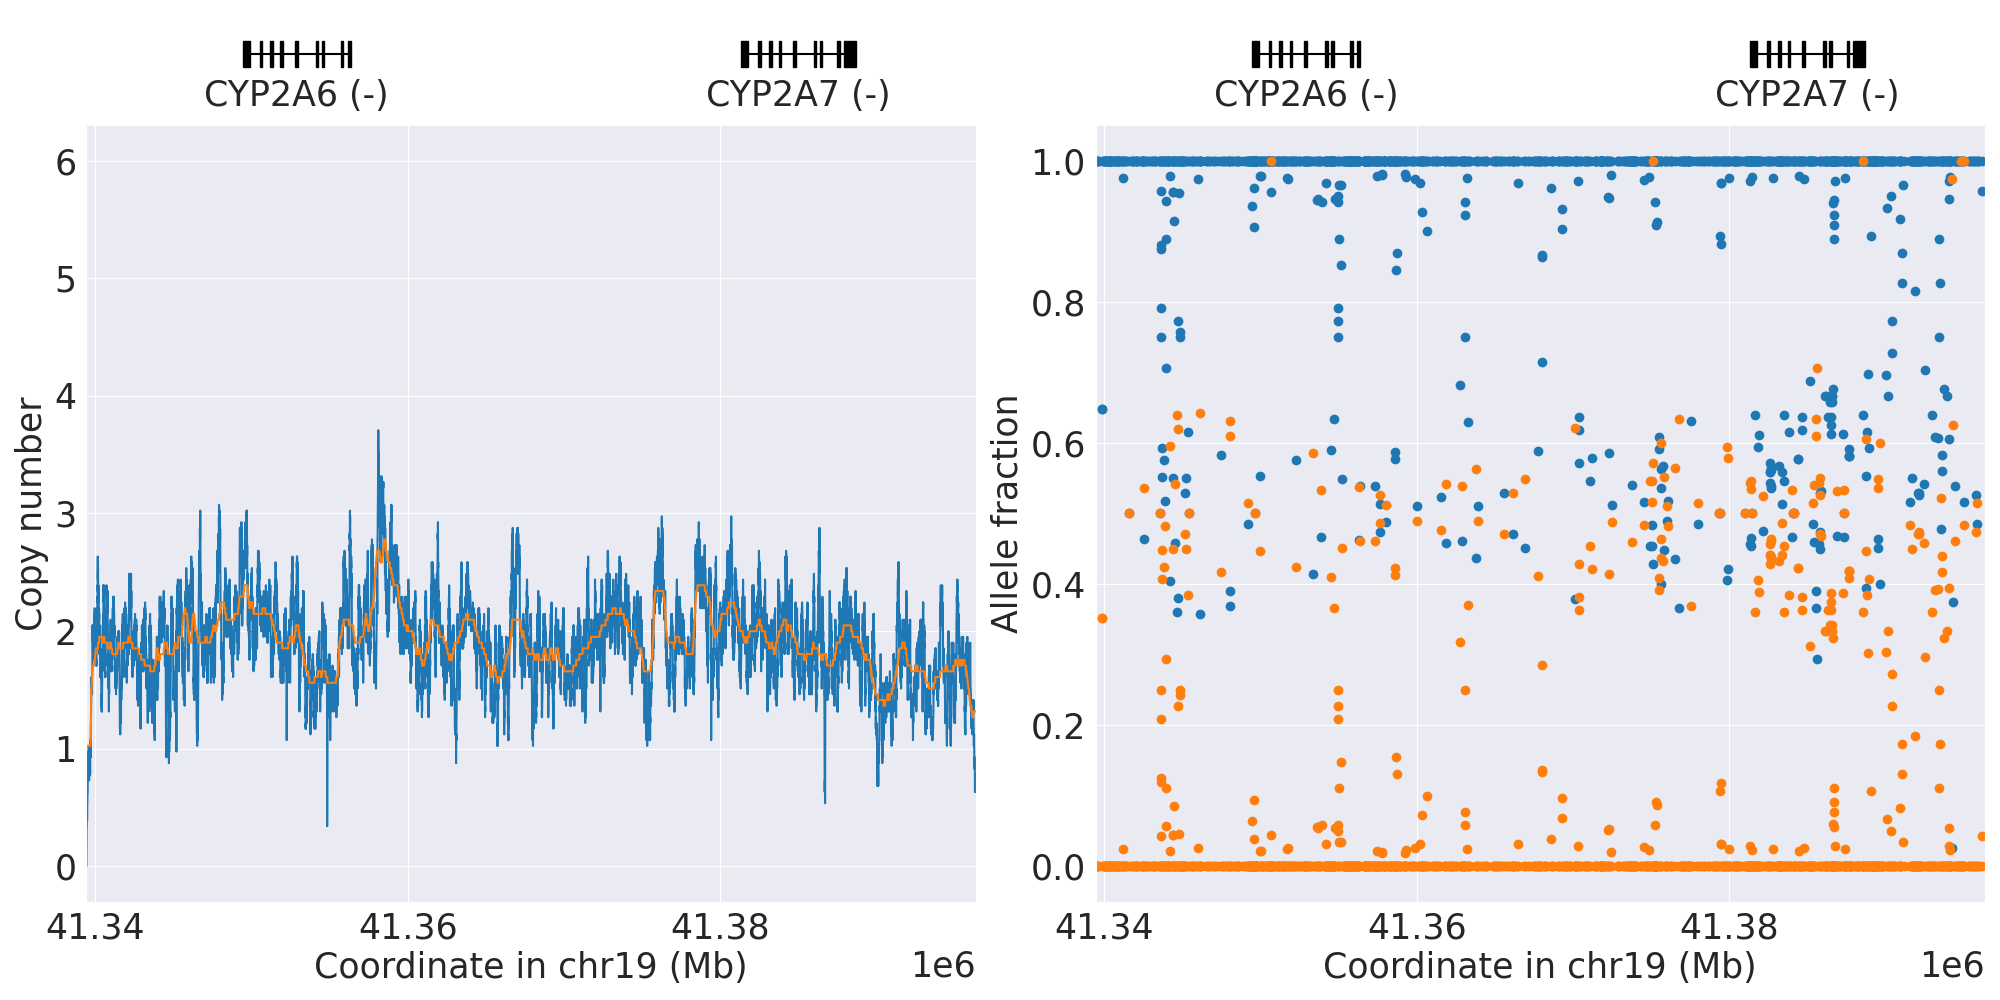 CYP2A6 (-) CYP2A7 (-)
6
5
4
3
2
1
0
Copy number
41.34 41.36 41.38
Coordinate in chr19 (Mb) 1e6
CYP2A6 (-) CYP2A7 (-)
1.0
0.8
0.6
0.4
0.2
0.0
Allele fraction
41.34 41.36 41.38
Coordinate in chr19 (Mb) 1e6